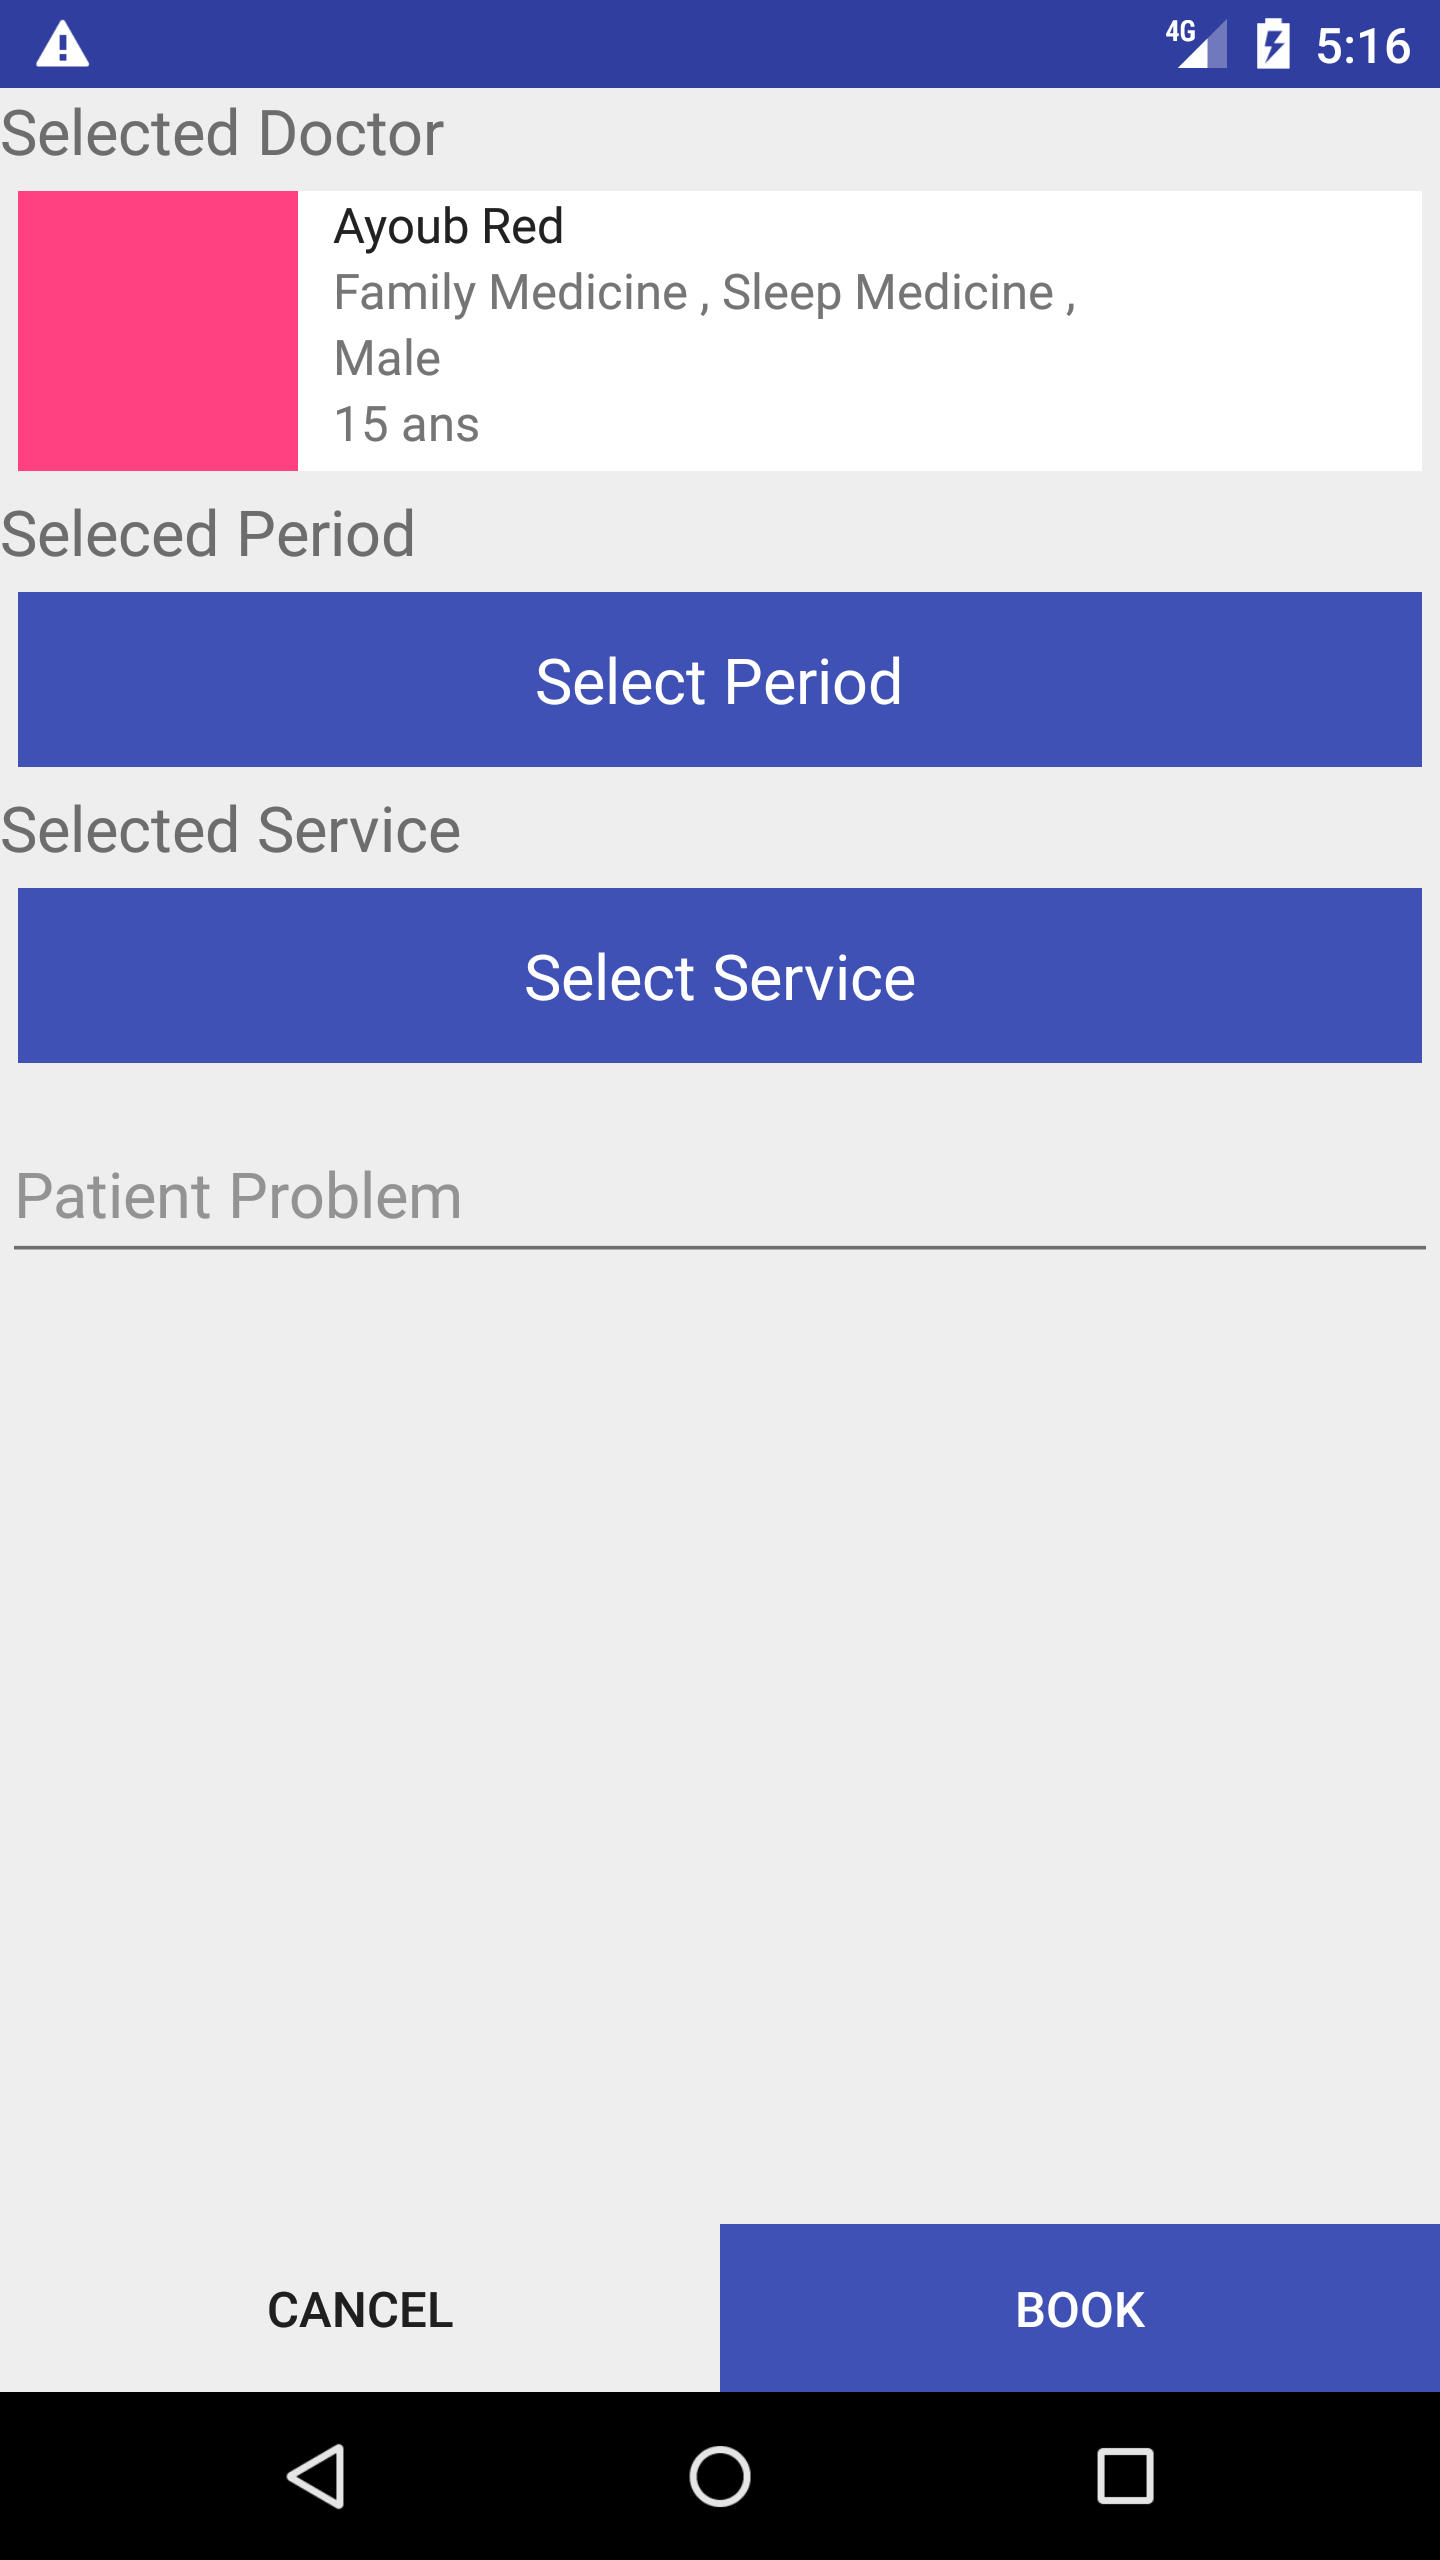 4G 5:16
Selected Doctor
Ayoub Red
Family Medicine , Sleep Medicine ,
Male
15 ans
Seleced Period
Select Period
Selected Service
Select Service
Patient Problem
CANCEL BOOK